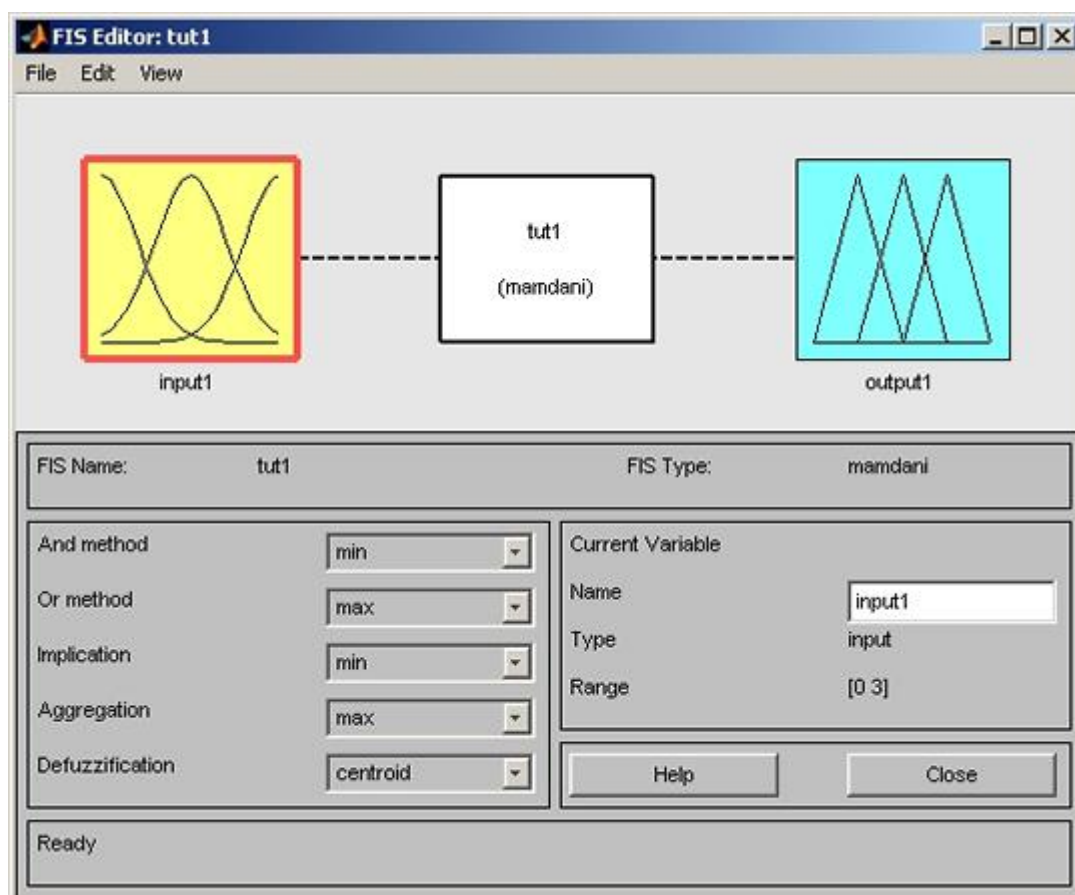 FIS Editor: tut1
File Edit View
tut1
(mamdani)
input1
output1
FIS Name: tut1
FIS Type: mamdani
And method min
Or method max
Implication min
Aggregation max
Defuzzification centroid
Current Variable
Name input1
Type input
Range [0 3]
Help Close
Ready